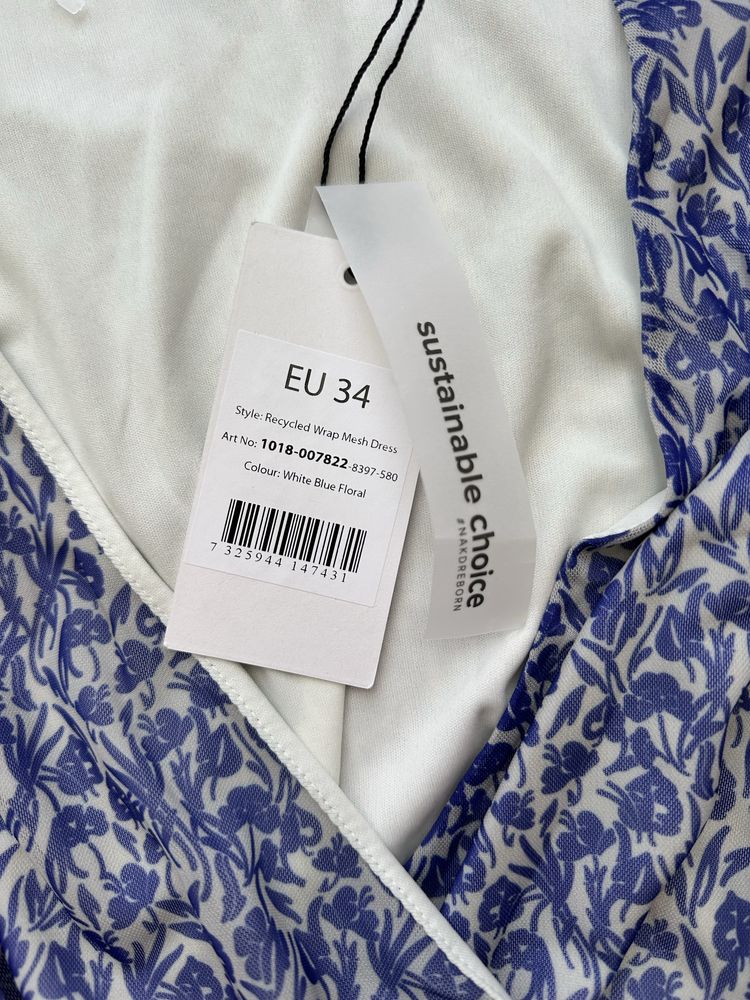 EU 34
Style: Recycled Wrap Mesh Dress
Art No: 1018-007822-8397-580
Colour: White Blue Floral
7 325944 147431
sustainable choice
#NAKDREBORN